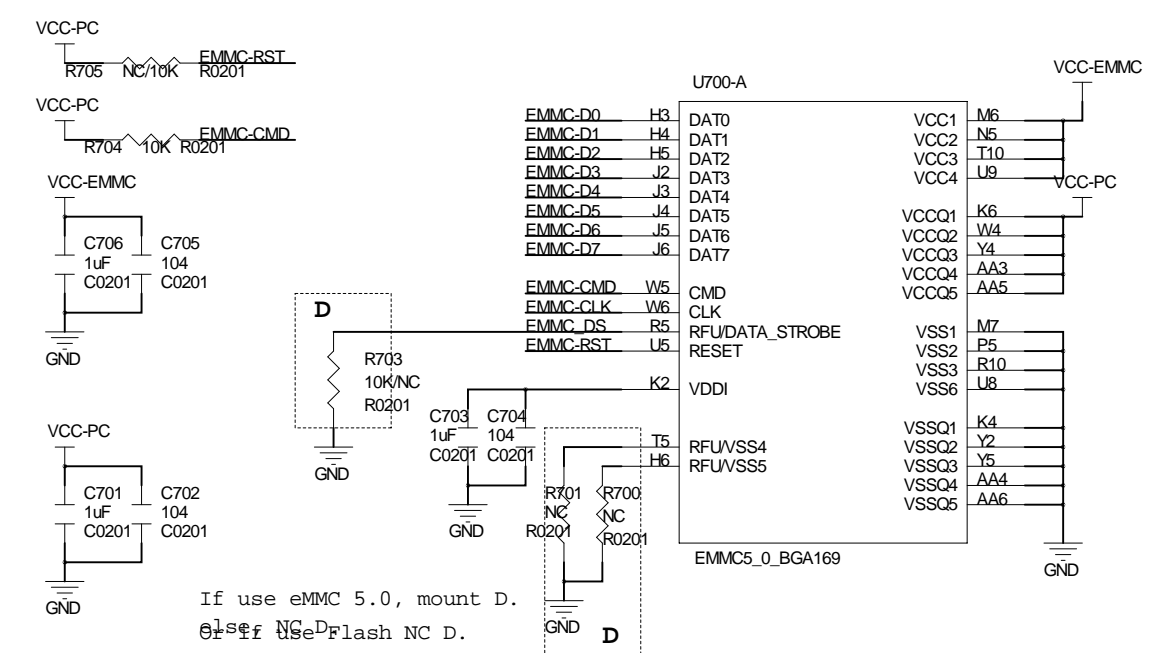 VCC-PC
EMMC-RST
R705 NC/10K R0201
VCC-PC
EMMC-CMD
R704 10K R0201
VCC-EMMC
C706 C705
1uF 104
C0201 C0201
GND
VCC-PC
C701 C702
1uF 104
C0201 C0201
GND
D
R703
10K/NC
R0201
GND
C703 C704
1uF 104
C0201 C0201
GND
R701 R700
NC NC
R0201 R0201
GND
D
U700-A
EMMC-D0 H3 DAT0
EMMC-D1 H4 DAT1
EMMC-D2 H5 DAT2
EMMC-D3 J2 DAT3
EMMC-D4 J3 DAT4
EMMC-D5 J4 DAT5
EMMC-D6 J5 DAT6
EMMC-D7 J6 DAT7
EMMC-CMD W5 CMD
EMMC-CLK W6 CLK
EMMC_DS R5 RFU/DATA_STROBE
EMMC-RST U5 RESET
K2 VDDI
T5 RFU/VSS4
H6 RFU/VSS5
VCC-EMMC
VCC1 M6
VCC2 N5
VCC3 T10
VCC4 U9
VCC-PC
VCCQ1 K6
VCCQ2 W4
VCCQ3 Y4
VCCQ4 AA3
VCCQ5 AA5
VSS1 M7
VSS2 P5
VSS3 R10
VSS6 U8
VSSQ1 K4
VSSQ2 Y2
VSSQ3 Y5
VSSQ4 AA4
VSSQ5 AA6
GND
EMMC5_0_BGA169
If use eMMC 5.0, mount D.
else, NC D.
Or if use Flash NC D.